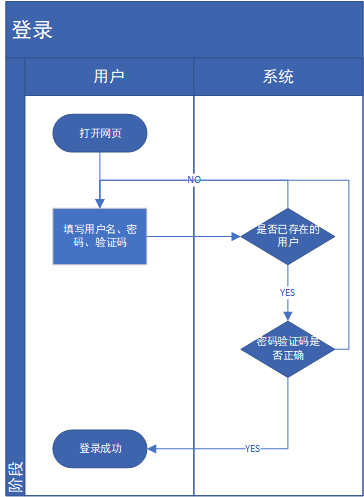 登录
用户
系统
打开网页
NO
填写用户名、密
码、验证码
是否已存在的
用户
YES
密码验证码是
否正确
登录成功
YES
阶段